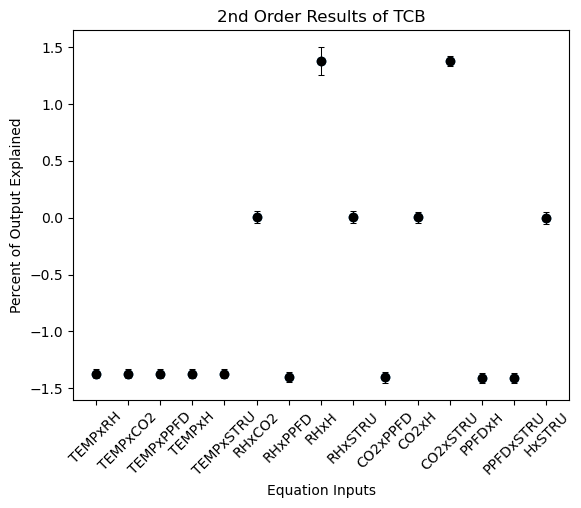 2nd Order Results of TCB
Percent of Output Explained
1.5
1.0
0.5
0.0
−0.5
−1.0
−1.5
TEMPxRH
TEMPxCO2
TEMPxPPFD
TEMPxH
TEMPxSTRU
RHxCO2
RHxPPFD
RHxH
RHxSTRU
CO2xPPFD
CO2xH
CO2xSTRU
PPFDxH
PPFDxSTRU
HxSTRU
Equation Inputs